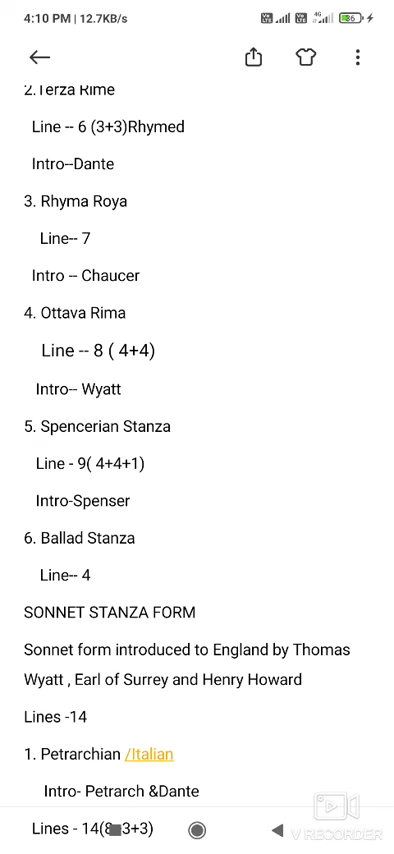 4:10 PM | 12.7KB/s
4G
36
2.Terza Rime
Line -- 6 (3+3)Rhymed
Intro--Dante
3. Rhyma Roya
Line-- 7
Intro -- Chaucer
4. Ottava Rima
Line -- 8 ( 4+4)
Intro-- Wyatt
5. Spencerian Stanza
Line - 9( 4+4+1)
Intro-Spenser
6. Ballad Stanza
Line-- 4
SONNET STANZA FORM
Sonnet form introduced to England by Thomas
Wyatt , Earl of Surrey and Henry Howard
Lines -14
1. Petrarchian /Italian
Intro- Petrarch &Dante
Lines - 14(8 3+3)
V RECORDER